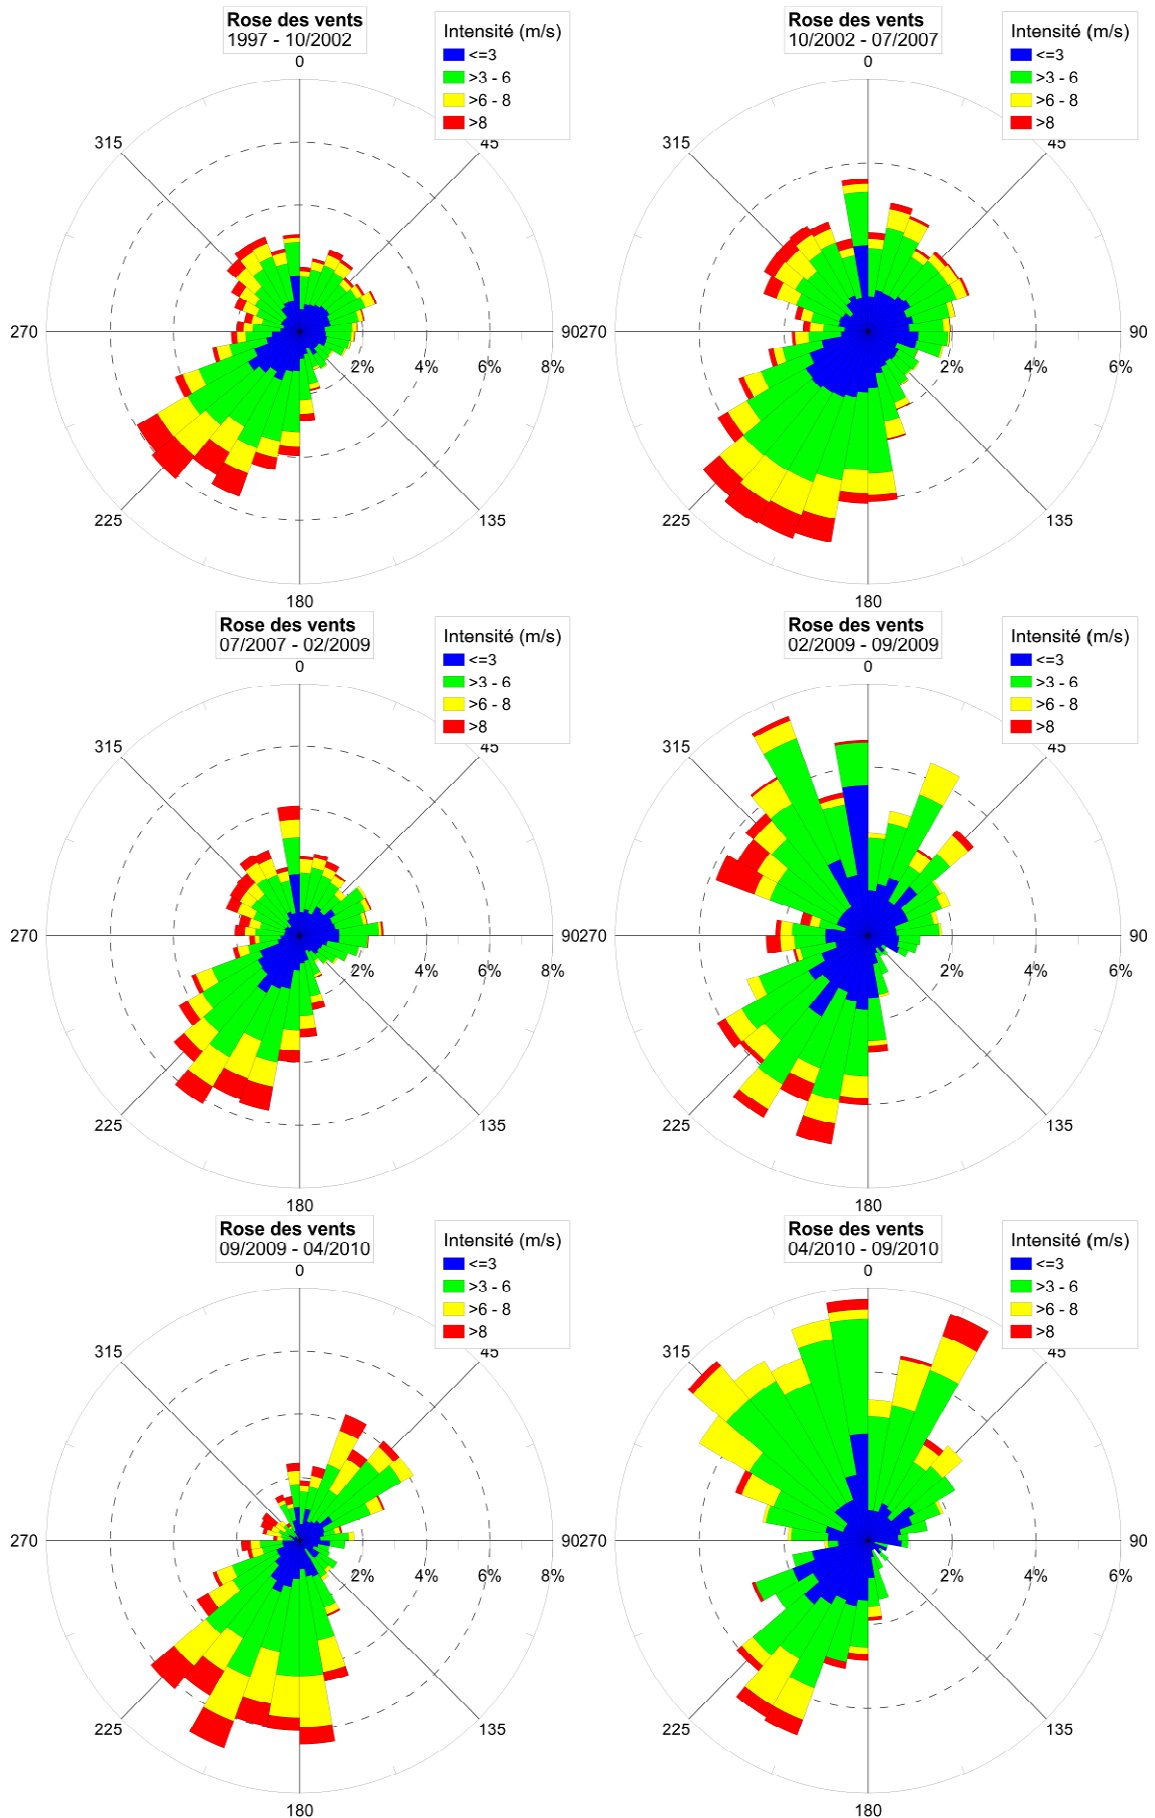 Rose des vents
1997 - 10/2002
Intensité (m/s)
<=3
>3 - 6
>6 - 8
>8
0
45
90
135
180
225
270
315
2%
4%
6%
8%
Rose des vents
10/2002 - 07/2007
Intensité (m/s)
<=3
>3 - 6
>6 - 8
>8
0
45
90
135
180
225
270
315
2%
4%
6%
Rose des vents
07/2007 - 02/2009
Intensité (m/s)
<=3
>3 - 6
>6 - 8
>8
0
45
90
135
180
225
270
315
2%
4%
6%
8%
Rose des vents
02/2009 - 09/2009
Intensité (m/s)
<=3
>3 - 6
>6 - 8
>8
0
45
90
135
180
225
270
315
2%
4%
6%
Rose des vents
09/2009 - 04/2010
Intensité (m/s)
<=3
>3 - 6
>6 - 8
>8
0
45
90
135
180
225
270
315
2%
4%
6%
8%
Rose des vents
04/2010 - 09/2010
Intensité (m/s)
<=3
>3 - 6
>6 - 8
>8
0
45
90
135
180
225
270
315
2%
4%
6%